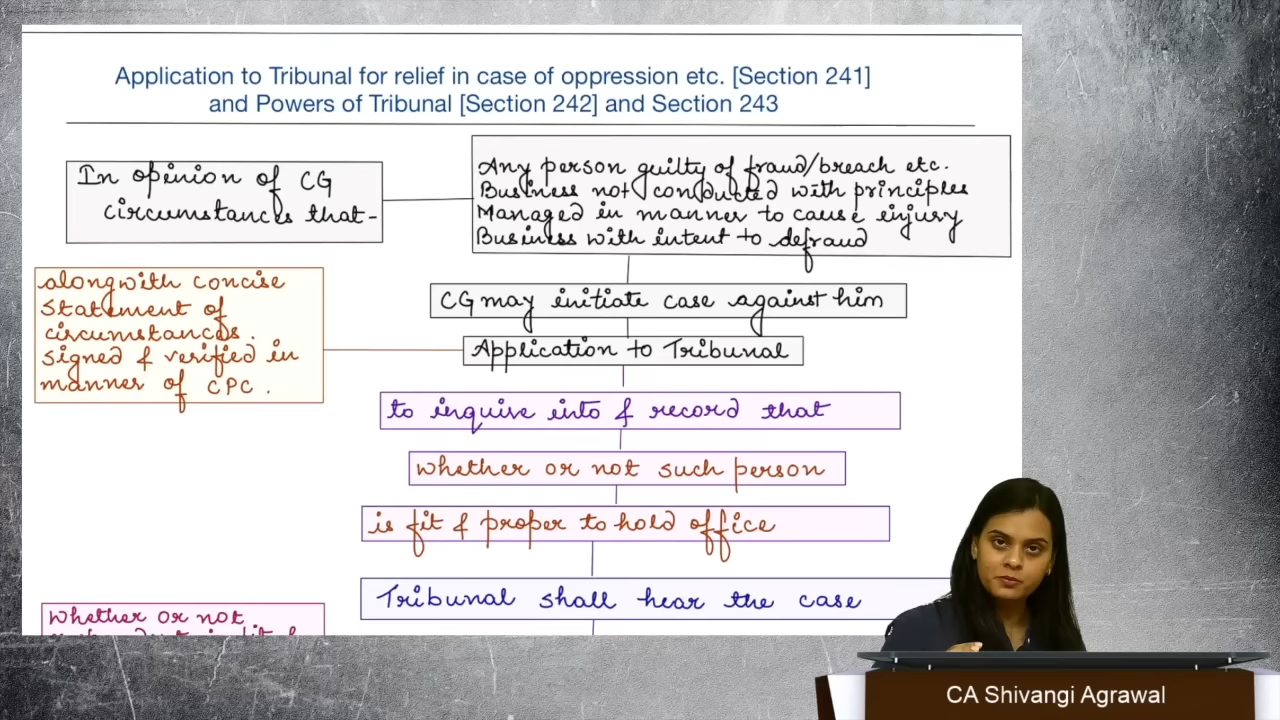 Application to Tribunal for relief in case of oppression etc. [Section 241]
and Powers of Tribunal [Section 242] and Section 243
In opinion of CG
circumstances that -
Any person guilty of fraud/breach etc.
Business not conducted with principles
Managed in manner to cause injury
Business with intent to defraud
CG may initiate case against him
alongwith concise
statement of
circumstances.
signed & verified in
manner of CPC.
Application to Tribunal
to inquire into & record that
whether or not such person
is fit & proper to hold office
Tribunal shall hear the case
whether or not
CA Shivangi Agrawal